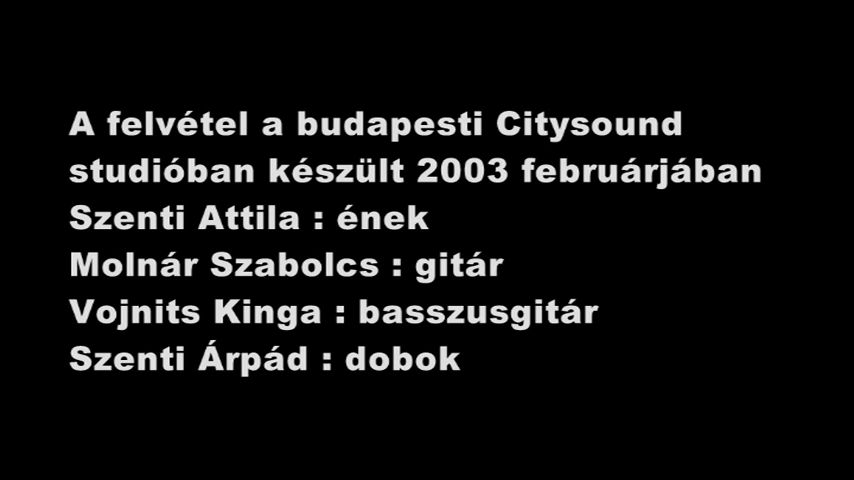 A felvétel a budapesti Citysound
studióban készült 2003 februárjában
Szenti Attila : ének
Molnár Szabolcs : gitár
Vojnits Kinga : basszusgitár
Szenti Árpád : dobok